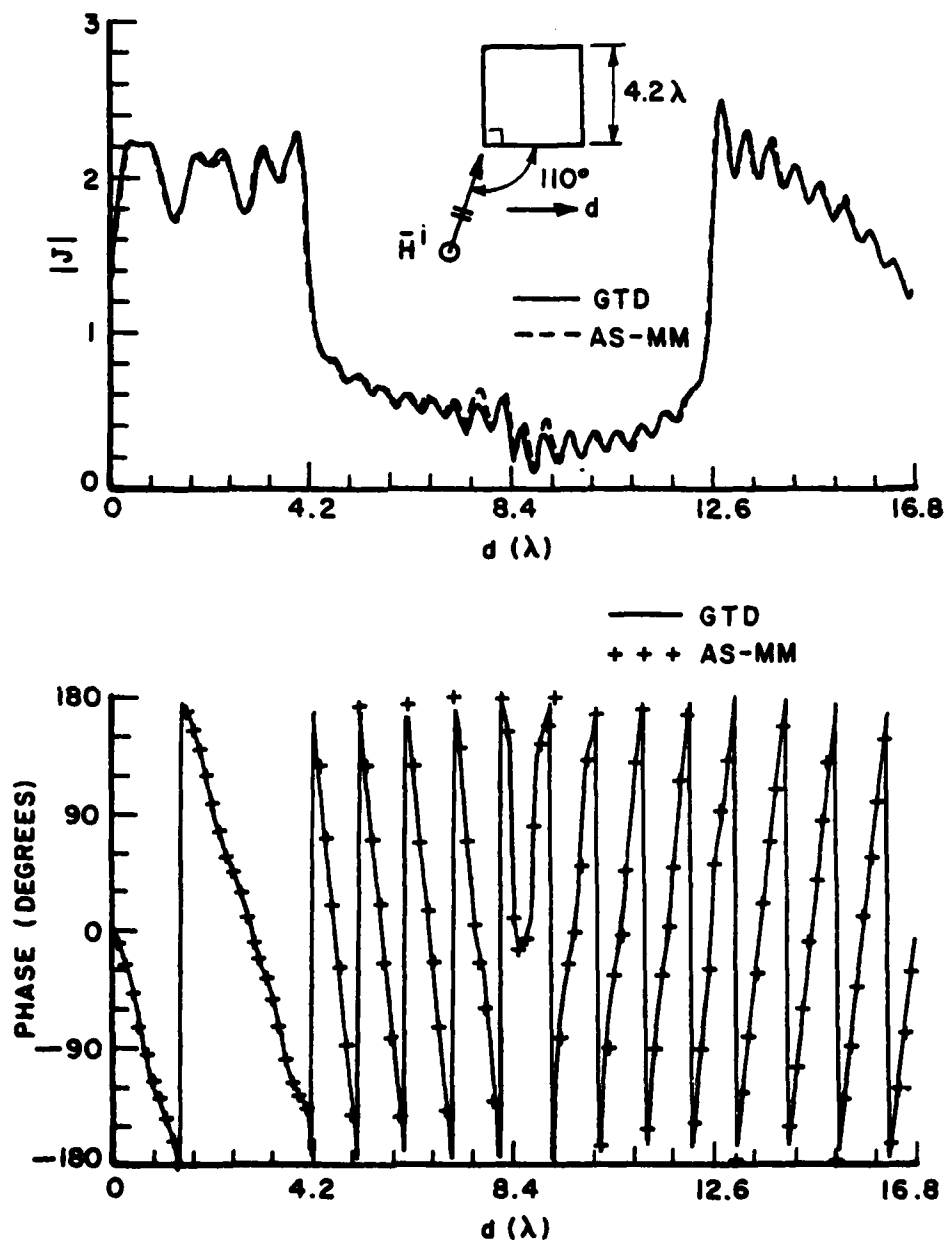 3
2
1
0
|J|
4.2λ
110°
d
H̄ⁱ
GTD
AS-MM
0 4.2 8.4 12.6 16.8
d (λ)
GTD
+ + + AS-MM
180
90
0
-90
-180
PHASE (DEGREES)
0 4.2 8.4 12.6 16.8
d (λ)